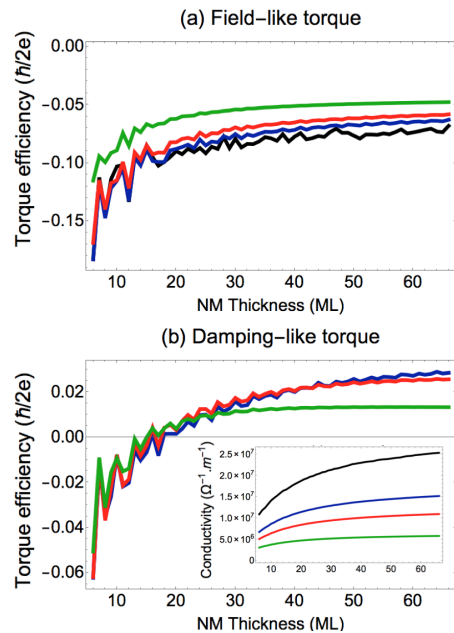 (a) Field-like torque
0.00
-0.05
-0.10
-0.15
Torque efficiency (ℏ/2e)
10 20 30 40 50 60
NM Thickness (ML)
(b) Damping-like torque
0.02
0.00
-0.02
-0.04
-0.06
Torque efficiency (ℏ/2e)
2.5×10⁷
2.0×10⁷
1.5×10⁷
1.0×10⁷
5.0×10⁶
0
Conductivity (Ω⁻¹.m⁻¹)
10 20 30 40 50 60
10 20 30 40 50 60
NM Thickness (ML)